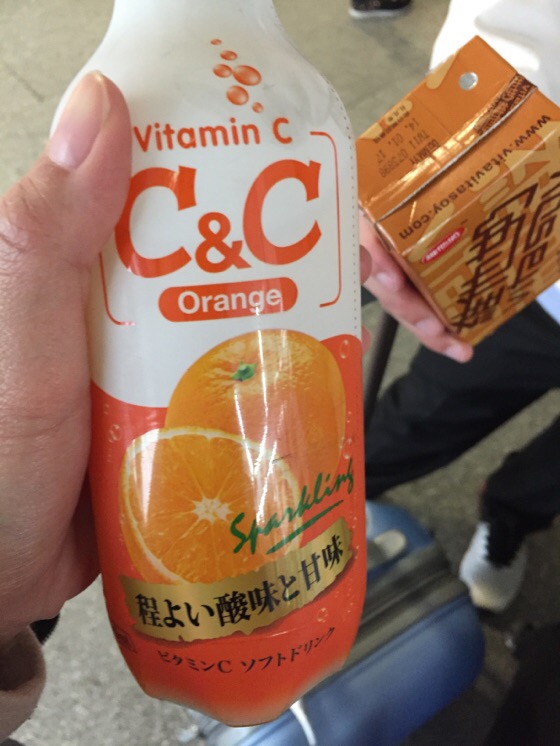 Vitamin C
C&C
Orange
Sparkling
程よい酸味と甘味
ビタミンC ソフトドリンク
www.vitavitasoy.com